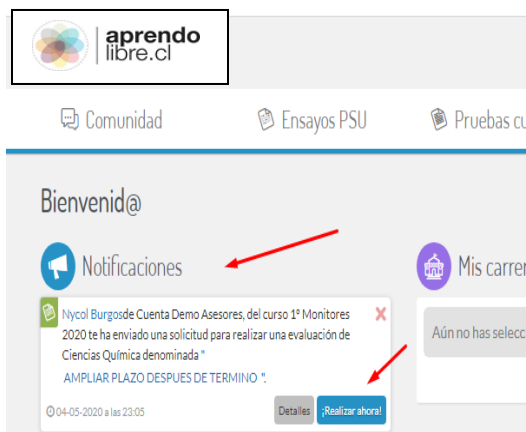 aprendo
libre.cl
Comunidad
Ensayos PSU
Pruebas cu
Bienvenid@
Notificaciones
Mis carrer
Nycol Burgosde Cuenta Demo Asesores, del curso 1º Monitores
2020 te ha enviado una solicitud para realizar una evaluación de
Ciencias Química denominada "
AMPLIAR PLAZO DESPUES DE TERMINO ".
04-05-2020 a las 23:05
Detalles
¡Realizar ahora!
Aún no has selecc